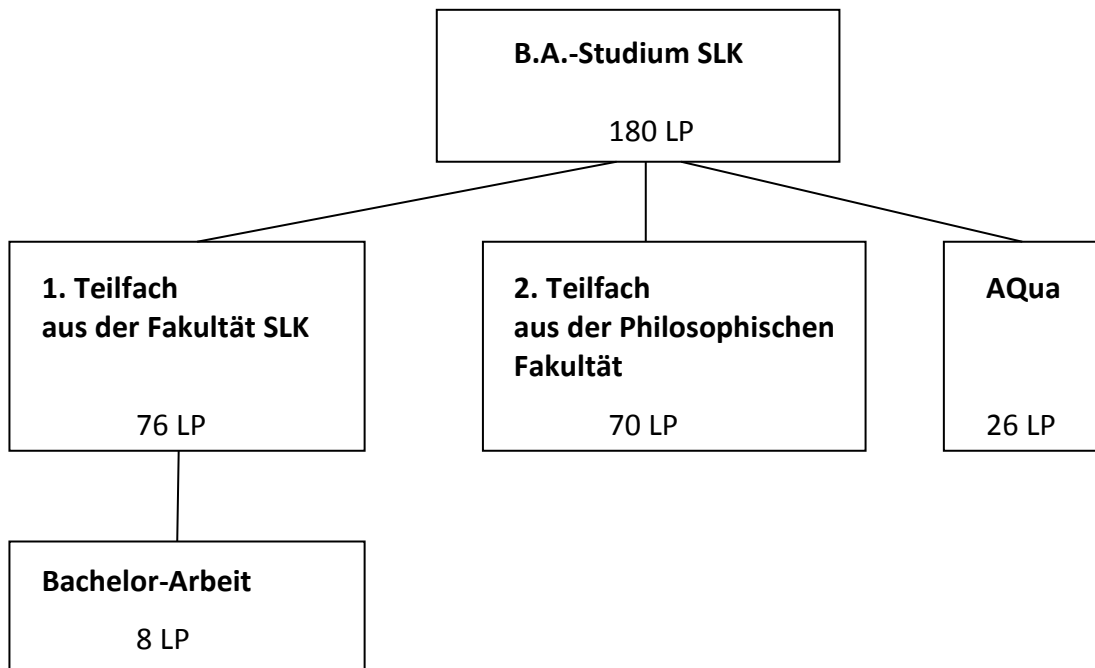 B.A.-Studium SLK
180 LP
1. Teilfach
aus der Fakultät SLK
76 LP
2. Teilfach
aus der Philosophischen
Fakultät
70 LP
AQua
26 LP
Bachelor-Arbeit
8 LP